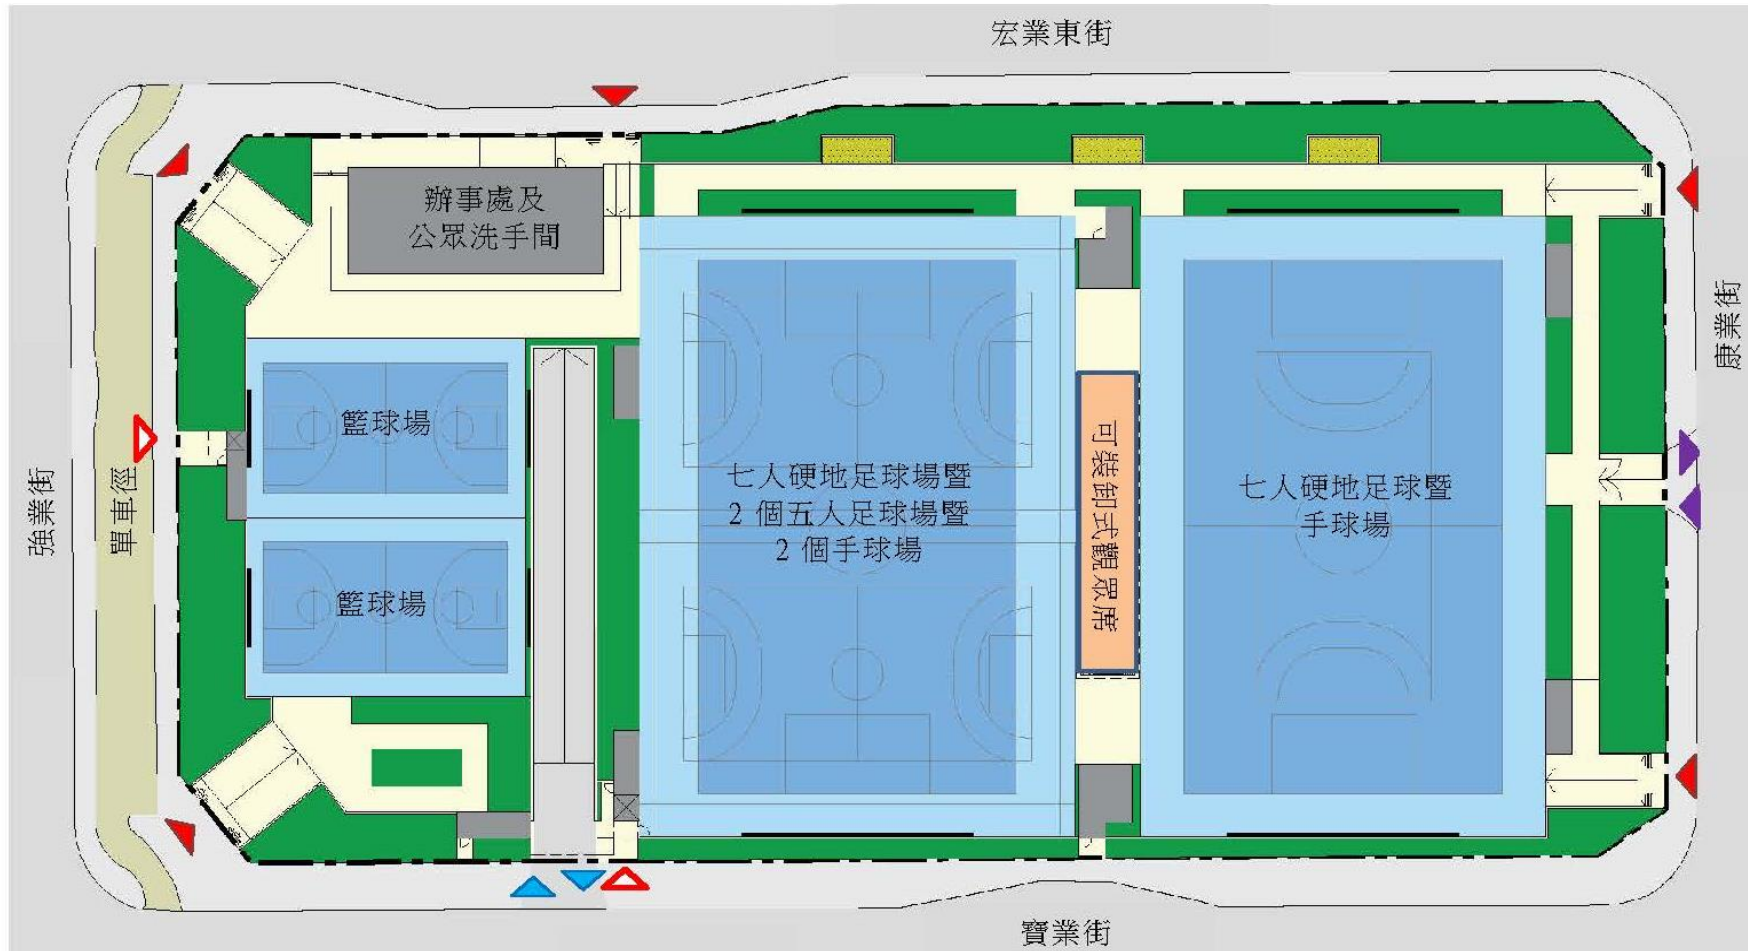 宏業東街
辦事處及
公眾洗手間
籃球場
籃球場
七人硬地足球場暨
2 個五人足球場暨
2 個手球場
可裝卸式觀眾席
七人硬地足球暨
手球場
強業街
單車徑
康業街
寶業街